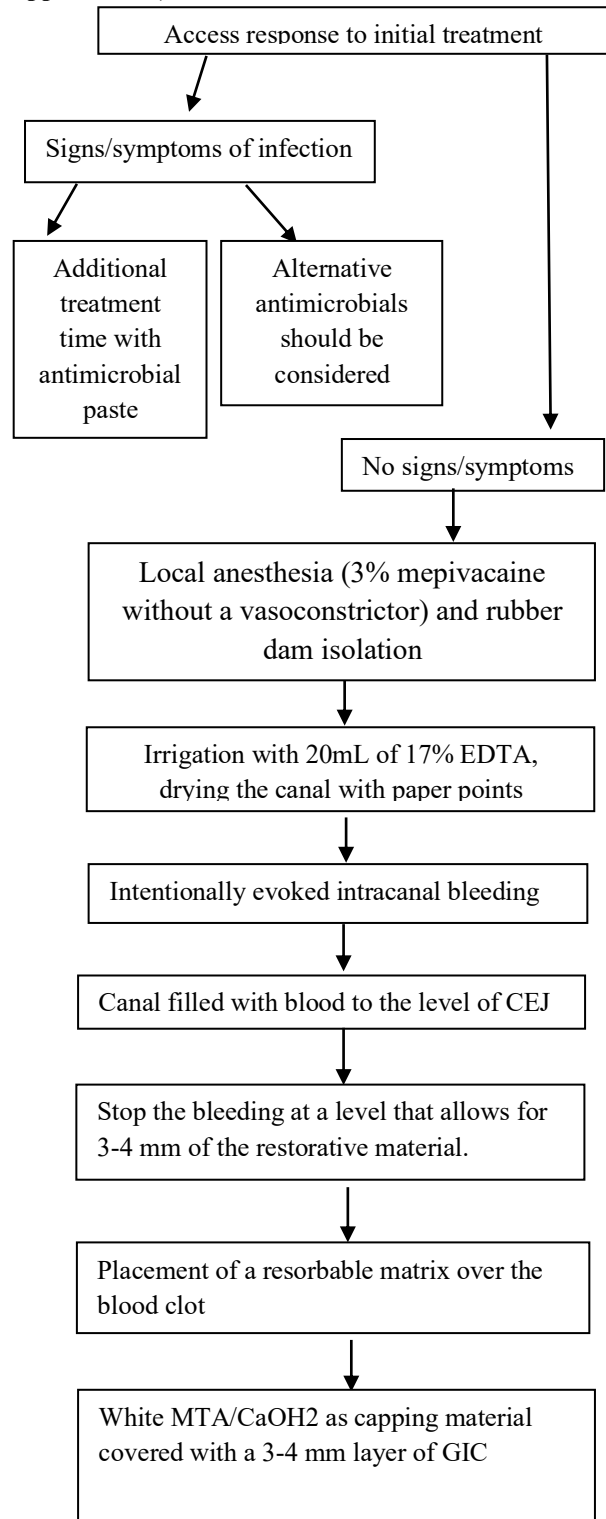 Access response to initial treatment
Signs/symptoms of infection
Additional
treatment
time with
antimicrobial
paste
Alternative
antimicrobials
should be
considered
No signs/symptoms
Local anesthesia (3% mepivacaine
without a vasoconstrictor) and rubber
dam isolation
Irrigation with 20mL of 17% EDTA,
drying the canal with paper points
Intentionally evoked intracanal bleeding
Canal filled with blood to the level of CEJ
Stop the bleeding at a level that allows for
3-4 mm of the restorative material.
Placement of a resorbable matrix over the
blood clot
White MTA/CaOH2 as capping material
covered with a 3-4 mm layer of GIC